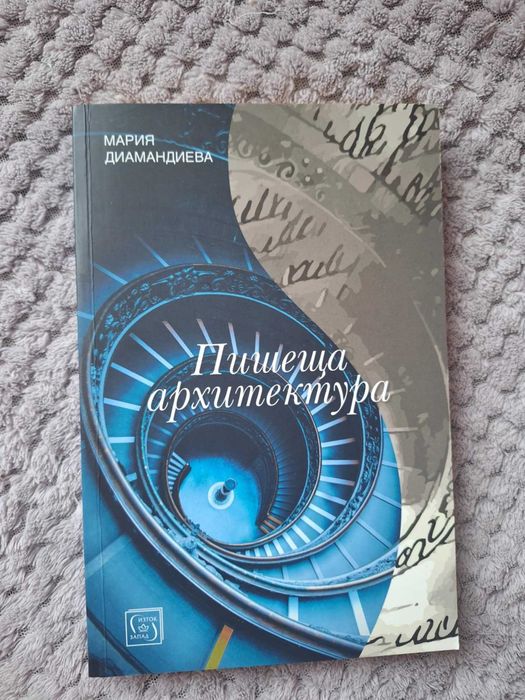 МАРИЯ
ДИАМАНДИЕВА
Пишеща
архитектура
ИЗТОК
ЗАПАД